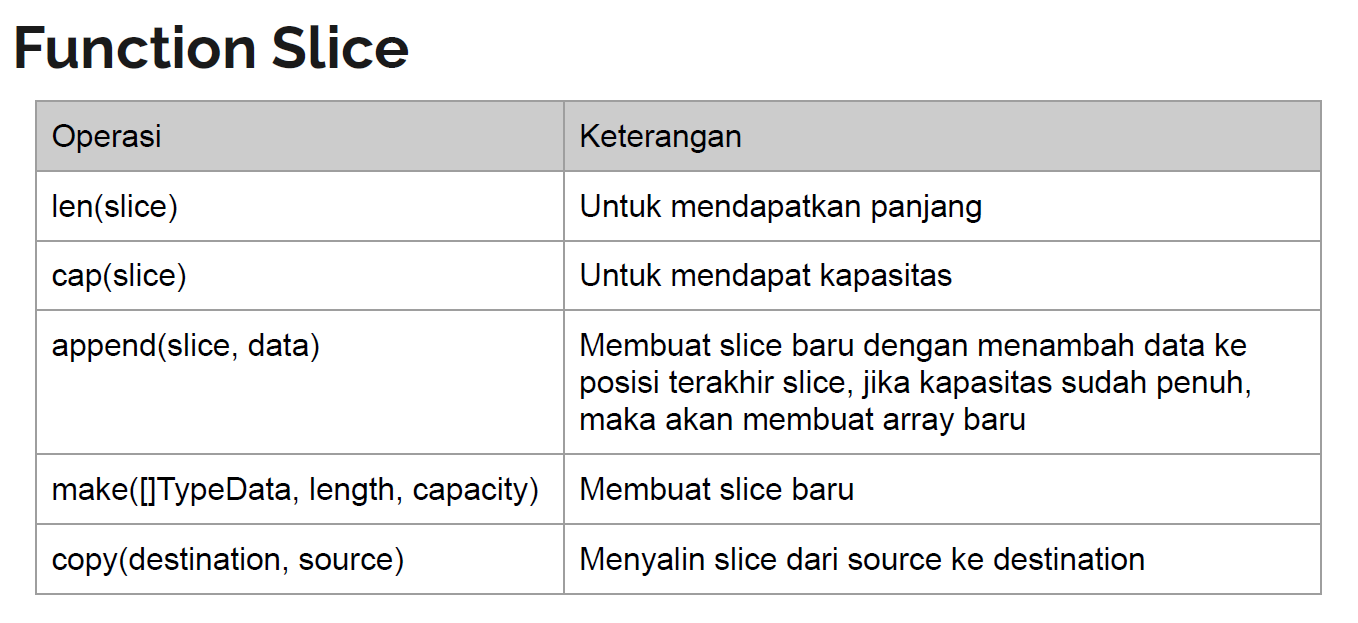 Function Slice
Operasi
Keterangan
len(slice)
Untuk mendapatkan panjang
cap(slice)
Untuk mendapat kapasitas
append(slice, data)
Membuat slice baru dengan menambah data ke
posisi terakhir slice, jika kapasitas sudah penuh,
maka akan membuat array baru
make([]TypeData, length, capacity)
Membuat slice baru
copy(destination, source)
Menyalin slice dari source ke destination